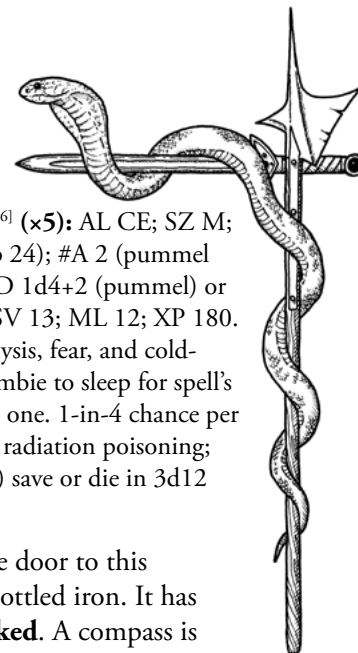 6] (×5): AL CE; SZ M;
24); #A 2 (pummel
D 1d4+2 (pummel) or
SV 13; ML 12; XP 180.
ysis, fear, and cold-
mbie to sleep for spell's
one. 1-in-4 chance per
radiation poisoning;
) save or die in 3d12
e door to this
ottled iron. It has
ked. A compass is